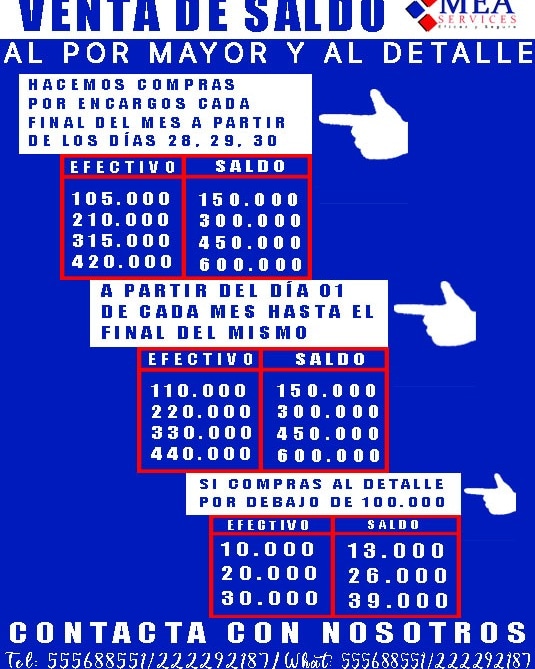 VENTA DE SALDO
MEA
SERVICES
AL POR MAYOR Y AL DETALLE
HACEMOS COMPRAS
POR ENCARGOS CADA
FINAL DEL MES A PARTIR
DE LOS DÍAS 28, 29, 30
EFECTIVO SALDO
105.000 150.000
210.000 300.000
315.000 450.000
420.000 600.000
A PARTIR DEL DÍA 01
DE CADA MES HASTA EL
FINAL DEL MISMO
EFECTIVO SALDO
110.000 150.000
220.000 300.000
330.000 450.000
440.000 600.000
SI COMPRAS AL DETALLE
POR DEBAJO DE 100.000
EFECTIVO SALDO
10.000 13.000
20.000 26.000
30.000 39.000
CONTACTA CON NOSOTROS
Tel: 555688551/222292187/What: 555688551/222292187